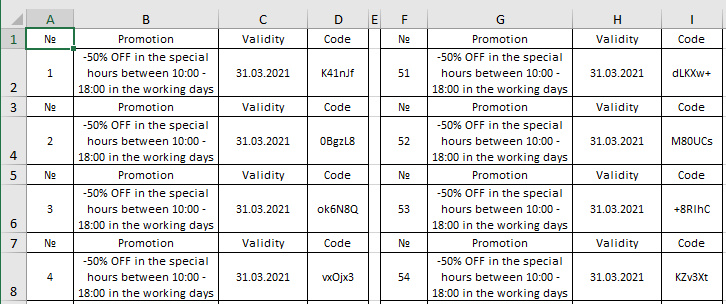 A B C D E F G H I
1 № Promotion Validity Code № Promotion Validity Code
-50% OFF in the special -50% OFF in the special
1 hours between 10:00 - 31.03.2021 K41nJf 51 hours between 10:00 - 31.03.2021 dLKXw+
2 18:00 in the working days 18:00 in the working days
3 № Promotion Validity Code № Promotion Validity Code
-50% OFF in the special -50% OFF in the special
2 hours between 10:00 - 31.03.2021 0BgzL8 52 hours between 10:00 - 31.03.2021 M80UCs
4 18:00 in the working days 18:00 in the working days
5 № Promotion Validity Code № Promotion Validity Code
-50% OFF in the special -50% OFF in the special
3 hours between 10:00 - 31.03.2021 ok6N8Q 53 hours between 10:00 - 31.03.2021 +8RIhC
6 18:00 in the working days 18:00 in the working days
7 № Promotion Validity Code № Promotion Validity Code
-50% OFF in the special -50% OFF in the special
4 hours between 10:00 - 31.03.2021 vxOjx3 54 hours between 10:00 - 31.03.2021 KZv3Xt
8 18:00 in the working days 18:00 in the working days